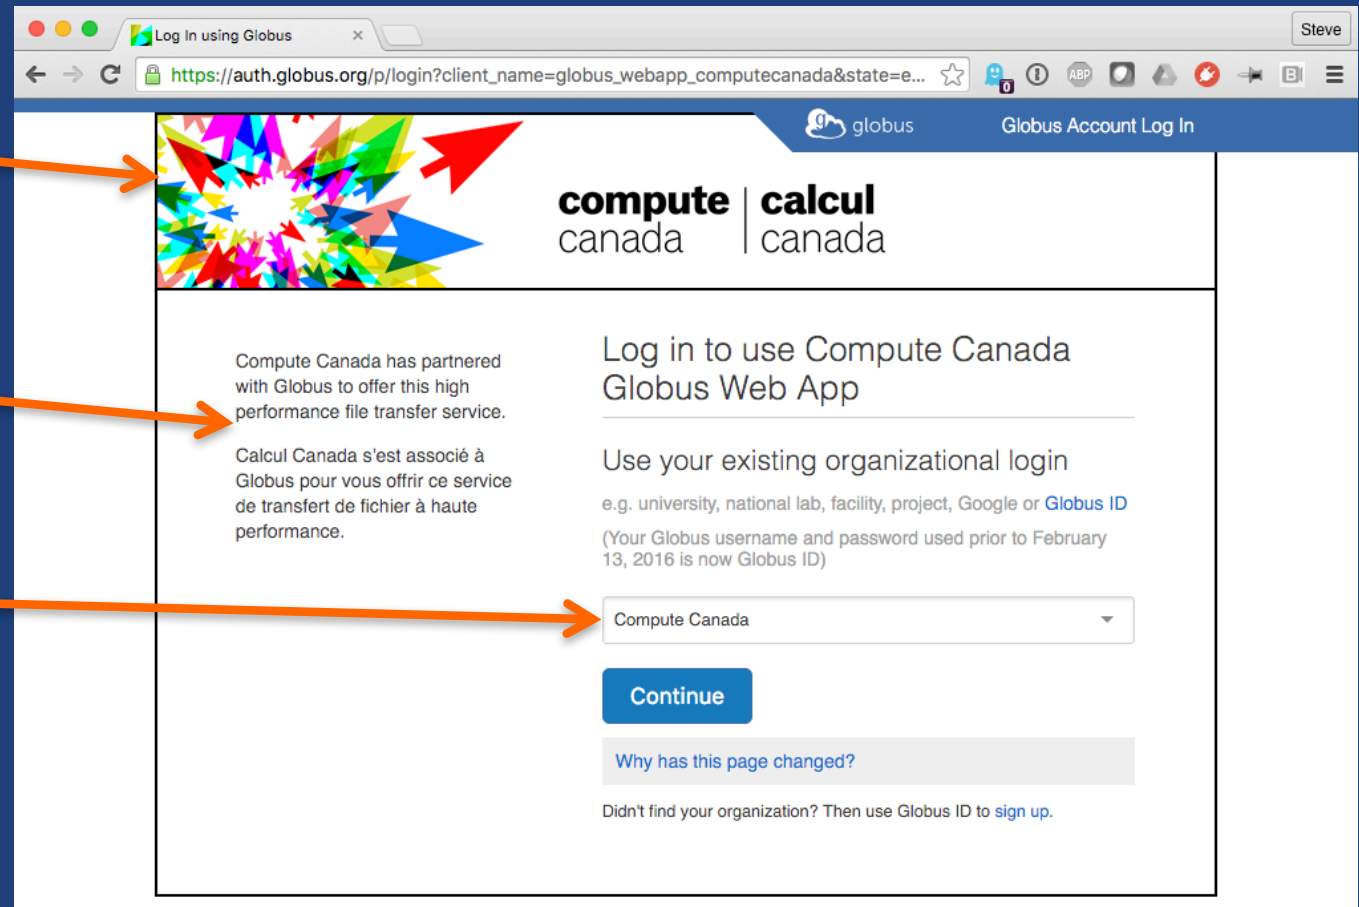 Log In using Globus
Steve
https://auth.globus.org/p/login?client_name=globus_webapp_computecanada&state=e...
0
ABP
B
globus
Globus Account Log In
compute | calcul
canada | canada
Compute Canada has partnered
with Globus to offer this high
performance file transfer service.
Calcul Canada s'est associé à
Globus pour vous offrir ce service
de transfert de fichier à haute
performance.
Log in to use Compute Canada
Globus Web App
Use your existing organizational login
e.g. university, national lab, facility, project, Google or Globus ID
(Your Globus username and password used prior to February
13, 2016 is now Globus ID)
Compute Canada
Continue
Why has this page changed?
Didn't find your organization? Then use Globus ID to sign up.